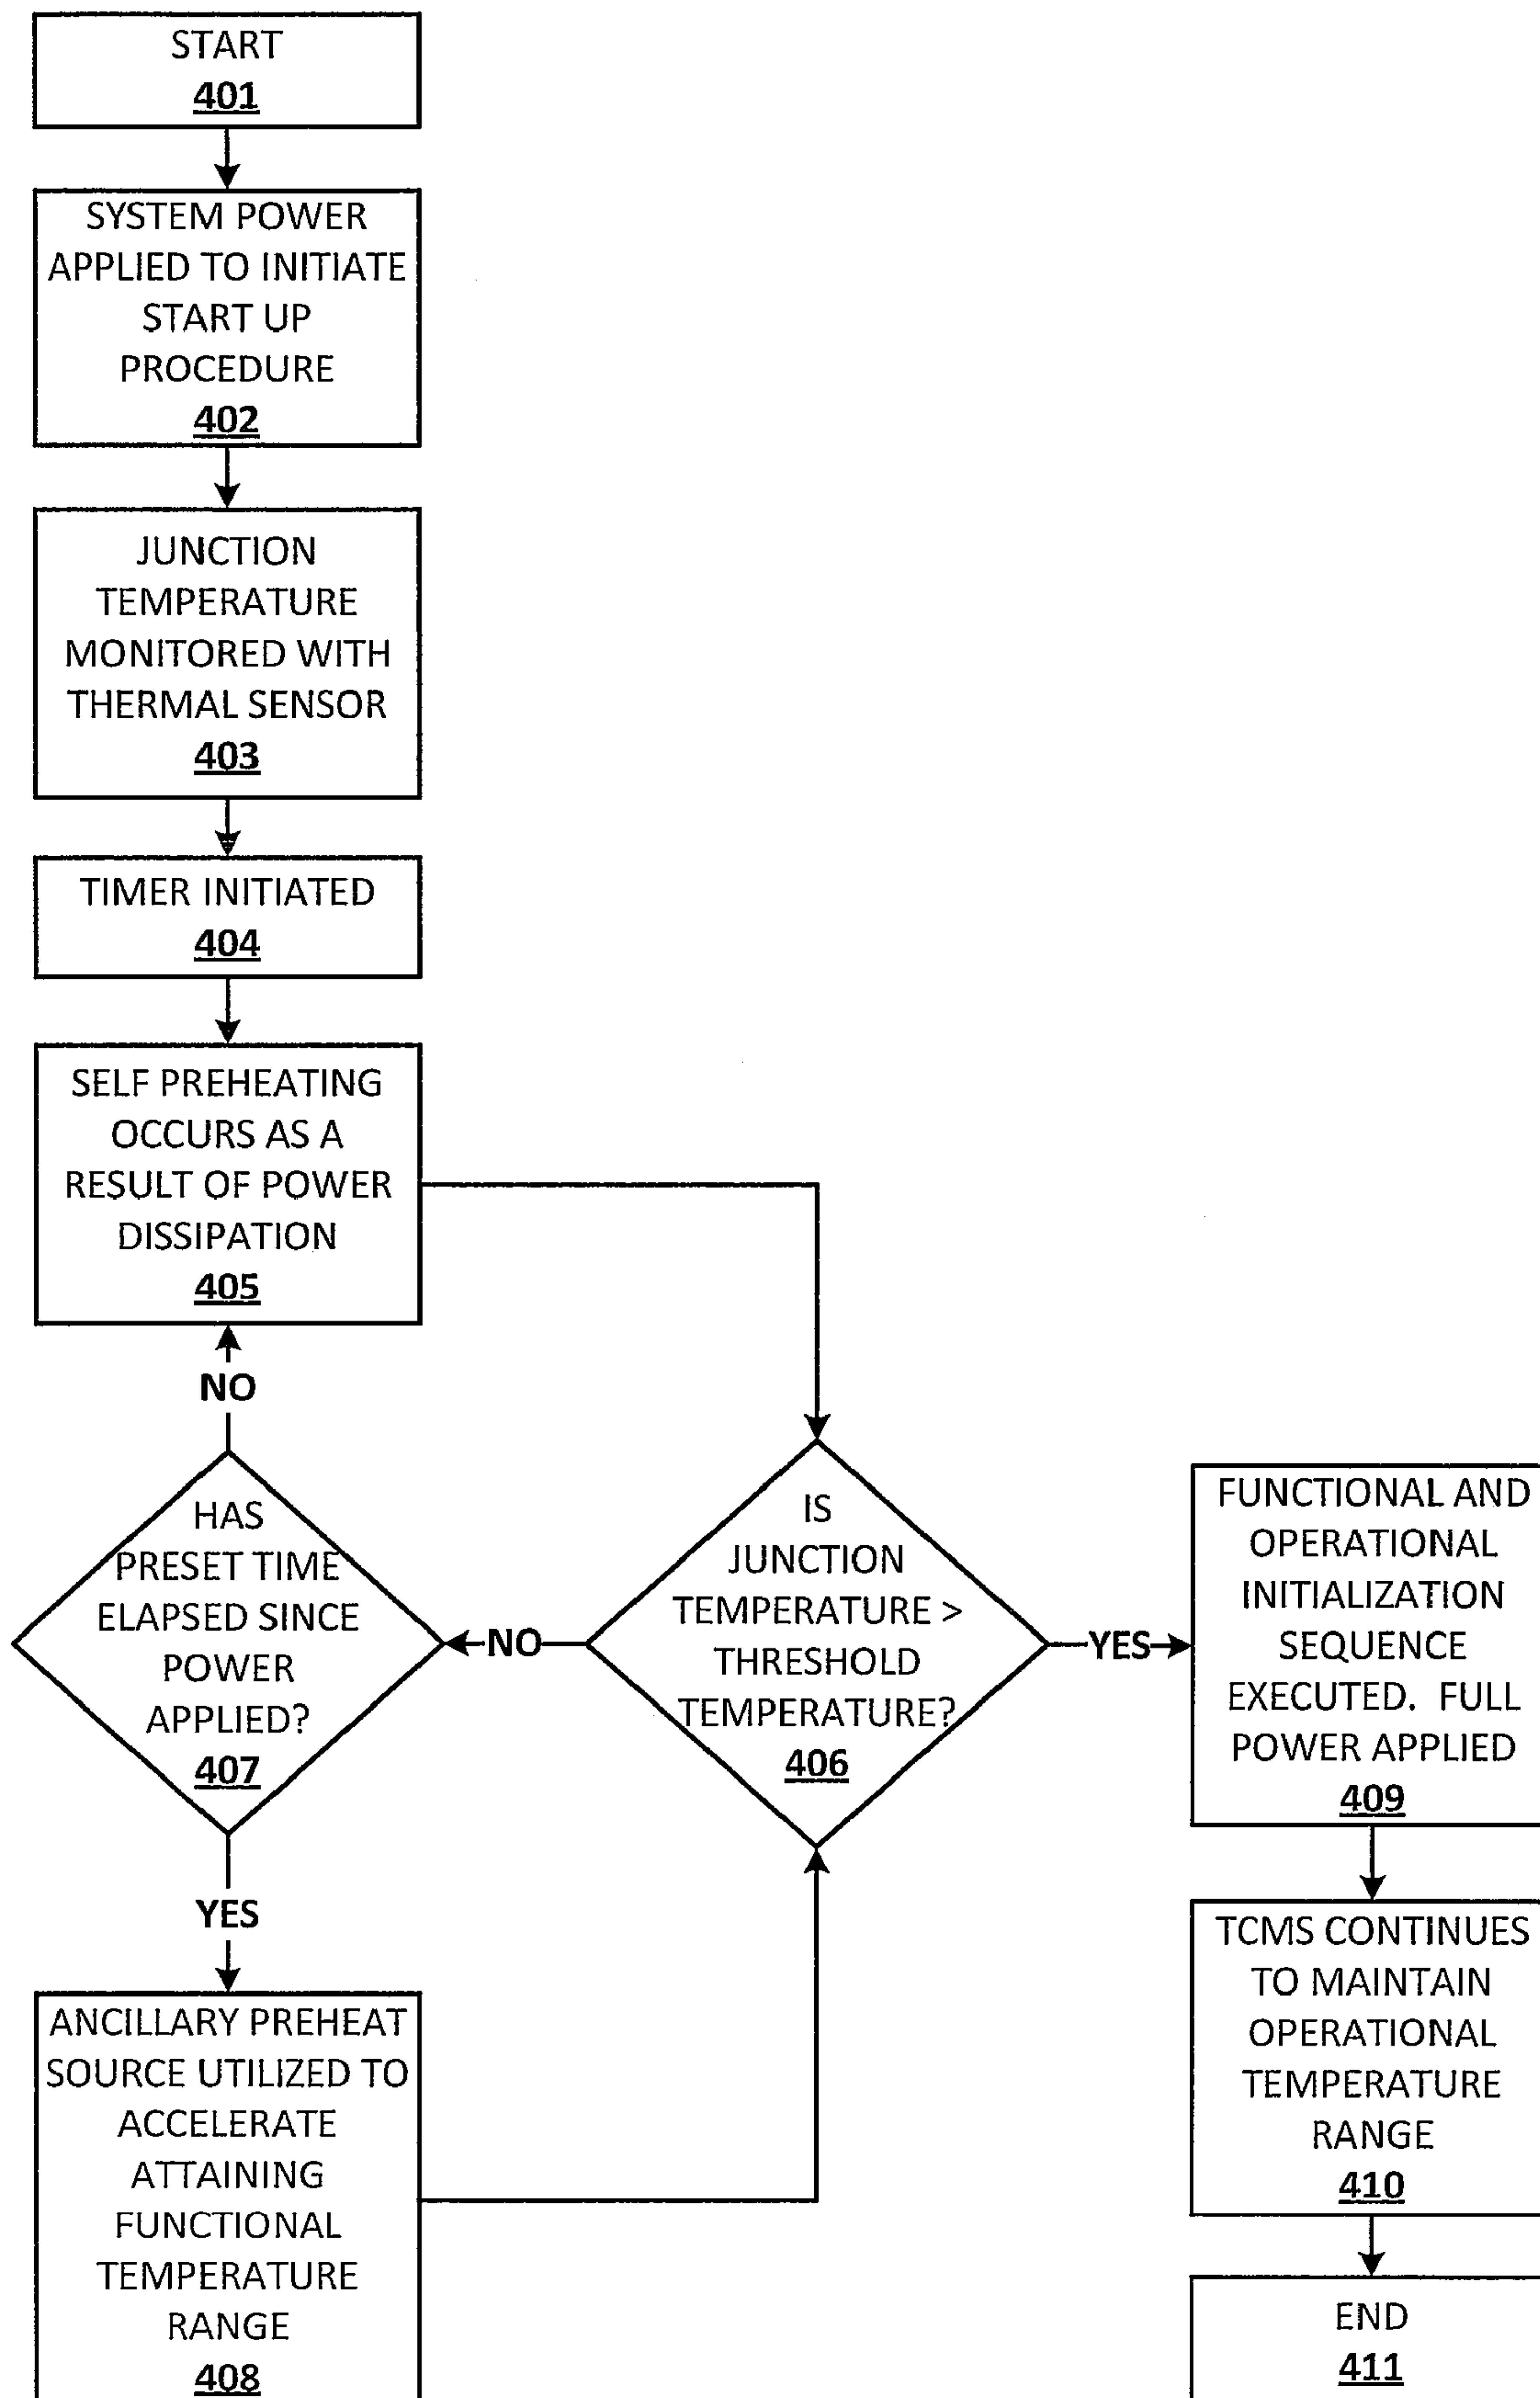 START
401
SYSTEM POWER
APPLIED TO INITIATE
START UP
PROCEDURE
402
JUNCTION
TEMPERATURE
MONITORED WITH
THERMAL SENSOR
403
TIMER INITIATED
404
SELF PREHEATING
OCCURS AS A
RESULT OF POWER
DISSIPATION
405
NO
HAS
PRESET TIME
ELAPSED SINCE
POWER
APPLIED?
407
YES
ANCILLARY PREHEAT
SOURCE UTILIZED TO
ACCELERATE
ATTAINING
FUNCTIONAL
TEMPERATURE
RANGE
408
NO
IS
JUNCTION
TEMPERATURE >
THRESHOLD
TEMPERATURE?
406
YES
FUNCTIONAL AND
OPERATIONAL
INITIALIZATION
SEQUENCE
EXECUTED. FULL
POWER APPLIED
409
TCMS CONTINUES
TO MAINTAIN
OPERATIONAL
TEMPERATURE
RANGE
410
END
411